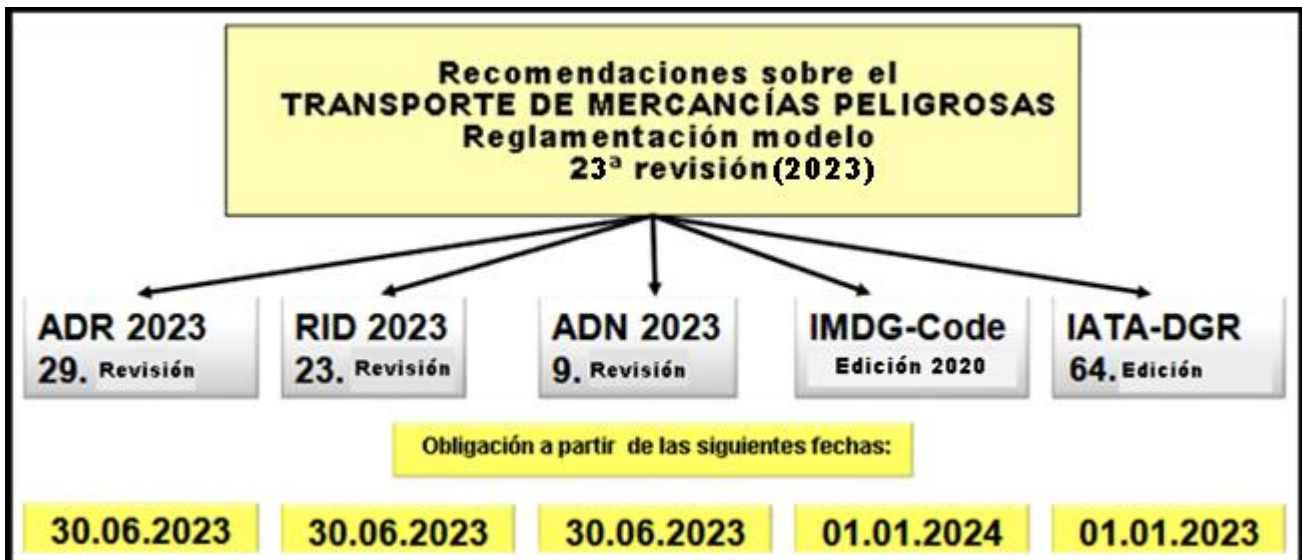 Recomendaciones sobre el
TRANSPORTE DE MERCANCÍAS PELIGROSAS
Reglamentación modelo
23ª revisión(2023)
ADR 2023
29. Revisión
RID 2023
23. Revisión
ADN 2023
9. Revisión
IMDG-Code
Edición 2020
IATA-DGR
64. Edición
Obligación a partir de las siguientes fechas:
30.06.2023
30.06.2023
30.06.2023
01.01.2024
01.01.2023